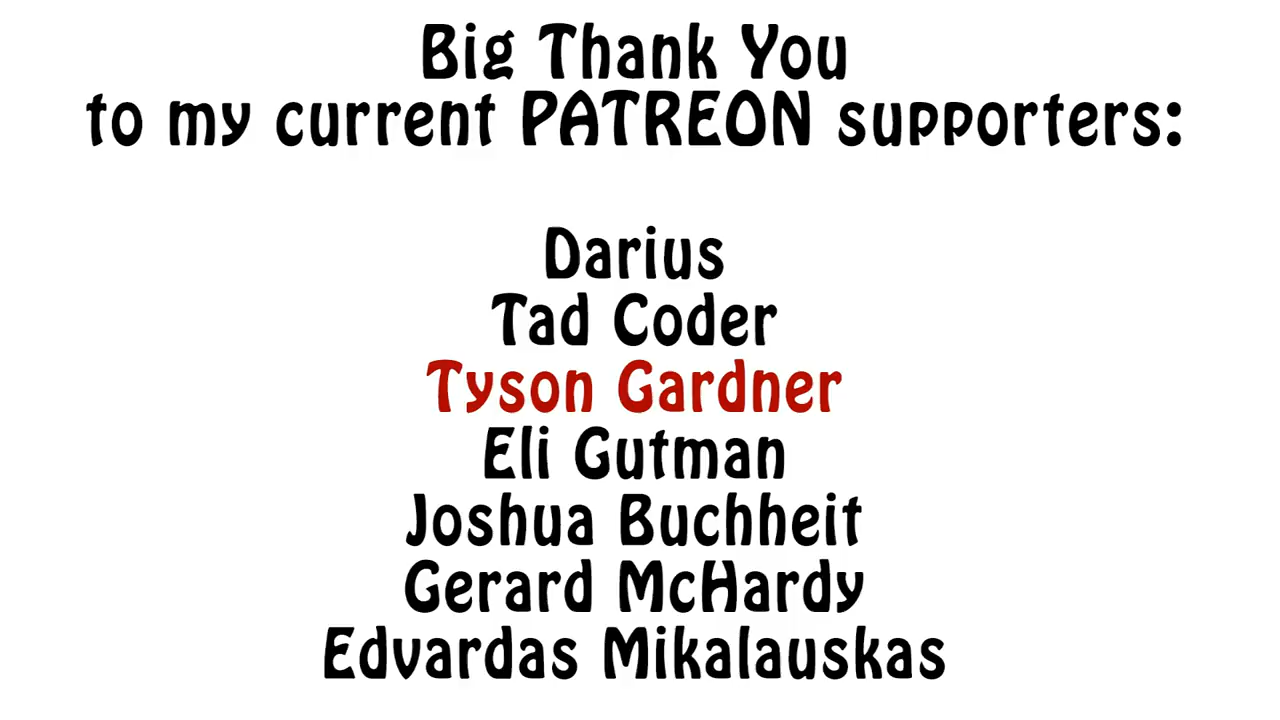 Big Thank You
to my current PATREON supporters:
Darius
Tad Coder
Tyson Gardner
Eli Gutman
Joshua Buchheit
Gerard McHardy
Edvardas Mikalauskas